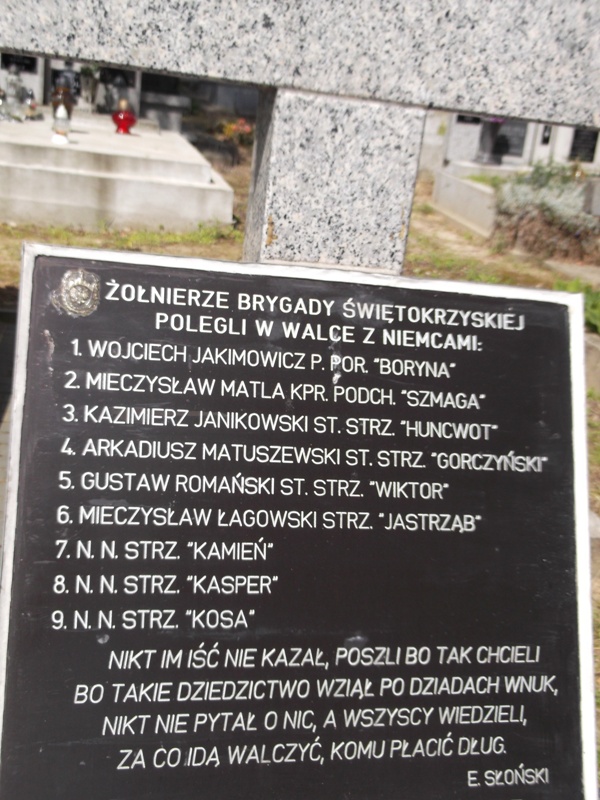 ŻOŁNIERZE BRYGADY ŚWIĘTOKRZYSKIEJ
POLEGLI W WALCE Z NIEMCAMI:
1. WOJCIECH JAKIMOWICZ P. POR. "BORYNA"
2. MIECZYSŁAW MATLA KPR. PODCH. "SZMAGA"
3. KAZIMIERZ JANIKOWSKI ST. STRZ. "HUNCWOT"
4. ARKADIUSZ MATUSZEWSKI ST. STRZ. "GORCZYŃSKI"
5. GUSTAW ROMAŃSKI ST. STRZ. "WIKTOR"
6. MIECZYSŁAW ŁAGOWSKI STRZ. "JASTRZĄB"
7. N. N. STRZ. "KAMIEŃ"
8. N. N. STRZ. "KASPER"
9. N. N. STRZ. "KOSA"
NIKT IM IŚĆ NIE KAZAŁ, POSZLI BO TAK CHCIELI
BO TAKIE DZIEDZICTWO WZIĄŁ PO DZIADACH WNUK,
NIKT NIE PYTAŁ O NIC, A WSZYSCY WIEDZIELI,
ZA CO IDĄ WALCZYĆ, KOMU PŁACIĆ DŁUG.
E. SŁOŃSKI